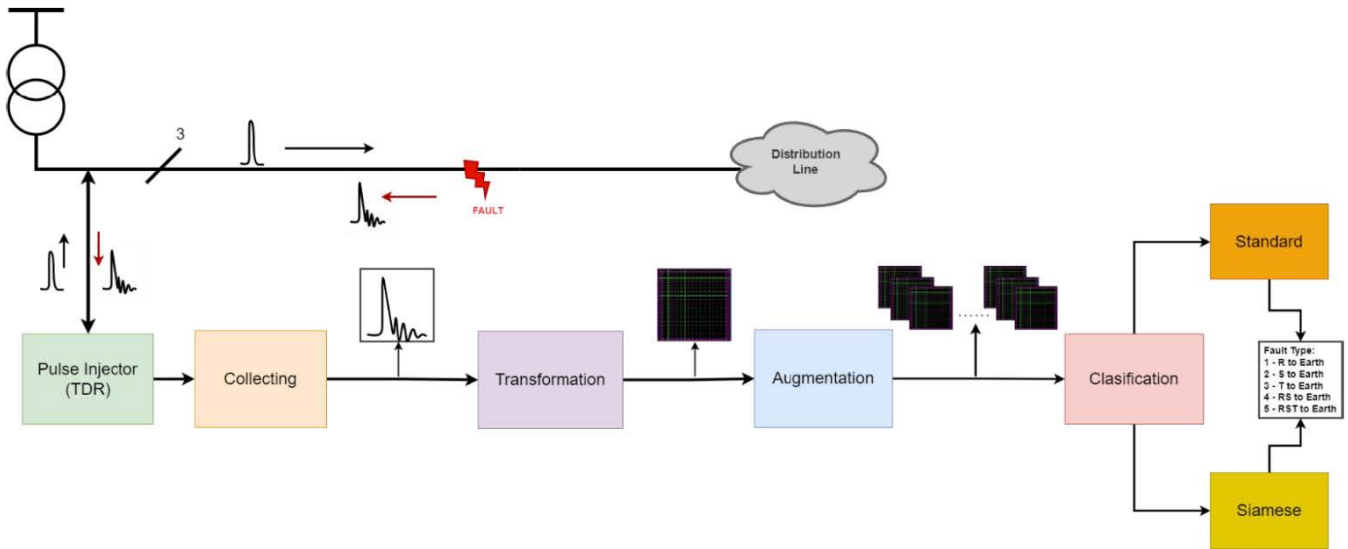 3
Distribution
Line
FAULT
Standard
Pulse Injector
(TDR)
Collecting
Transformation
Augmentation
......
Clasification
Fault Type:
1 - R to Earth
2 - S to Earth
3 - T to Earth
4 - RS to Earth
5 - RST to Earth
Siamese